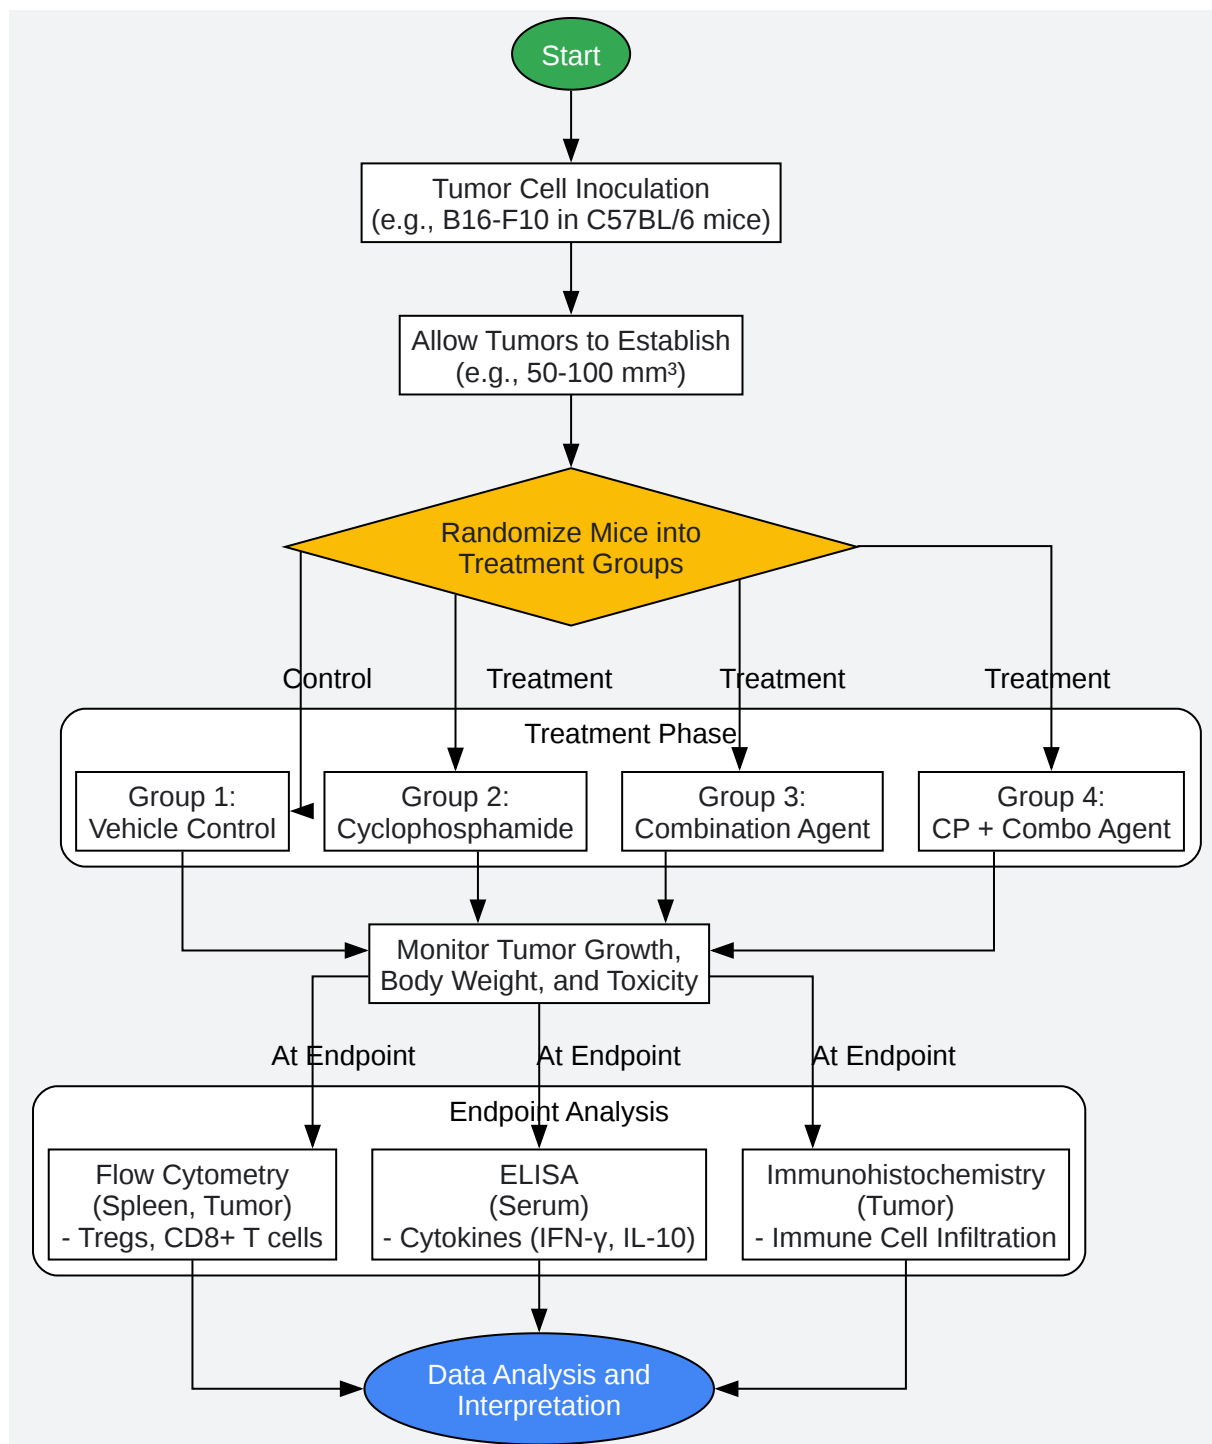 Start
Tumor Cell Inoculation
(e.g., B16-F10 in C57BL/6 mice)
Allow Tumors to Establish
(e.g., 50-100 mm³)
Randomize Mice into
Treatment Groups
Control
Treatment
Treatment
Treatment
Treatment Phase
Group 1:
Vehicle Control
Group 2:
Cyclophosphamide
Group 3:
Combination Agent
Group 4:
CP + Combo Agent
Monitor Tumor Growth,
Body Weight, and Toxicity
At Endpoint
At Endpoint
At Endpoint
Endpoint Analysis
Flow Cytometry
(Spleen, Tumor)
- Tregs, CD8+ T cells
ELISA
(Serum)
- Cytokines (IFN-γ, IL-10)
Immunohistochemistry
(Tumor)
- Immune Cell Infiltration
Data Analysis and
Interpretation